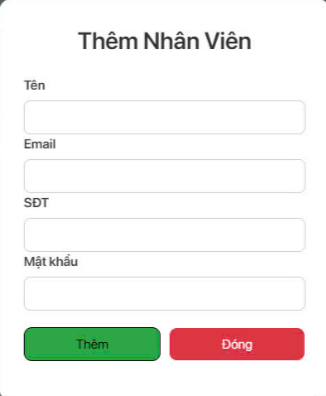 Thêm Nhân Viên
Tên
Email
SĐT
Mật khẩu
Thêm
Đóng